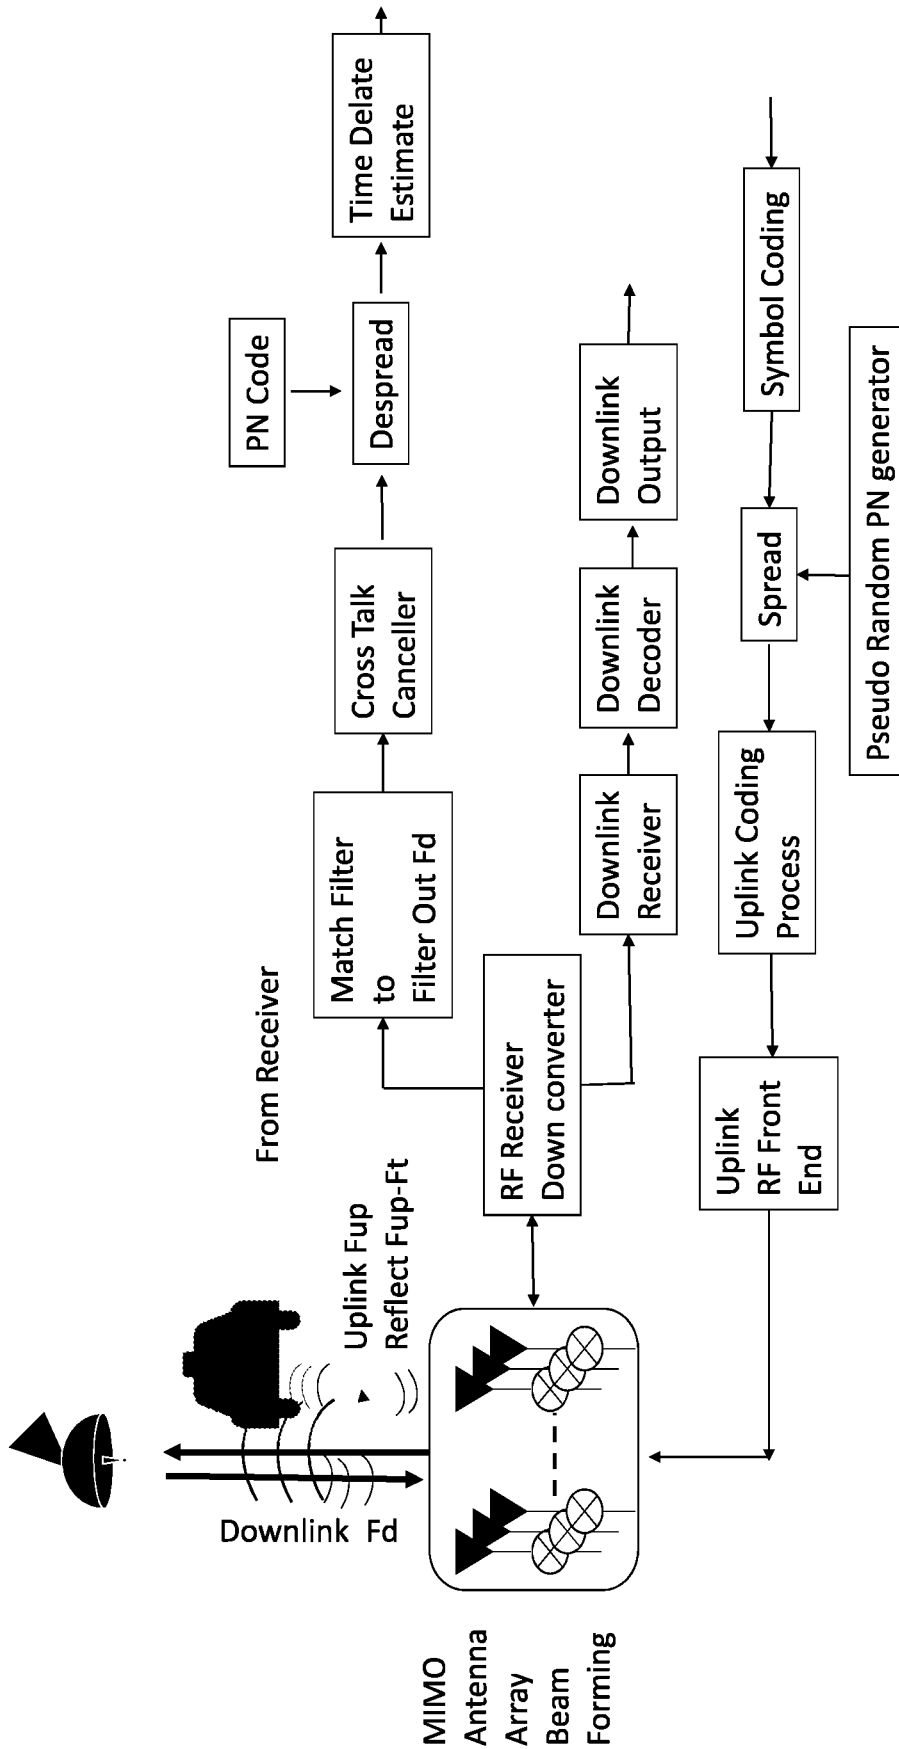 MIMO
Antenna
Array
Beam
Forming
Downlink Fd
Uplink Fup
Reflect Fup-Ft
From Receiver
RF Receiver
Down converter
Match Filter
to
Filter Out Fd
Cross Talk
Canceller
PN Code
Despread
Time Delate
Estimate
Downlink
Receiver
Downlink
Decoder
Downlink
Output
Uplink
RF Front
End
Uplink Coding
Process
Spread
Symbol Coding
Pseudo Random PN generator